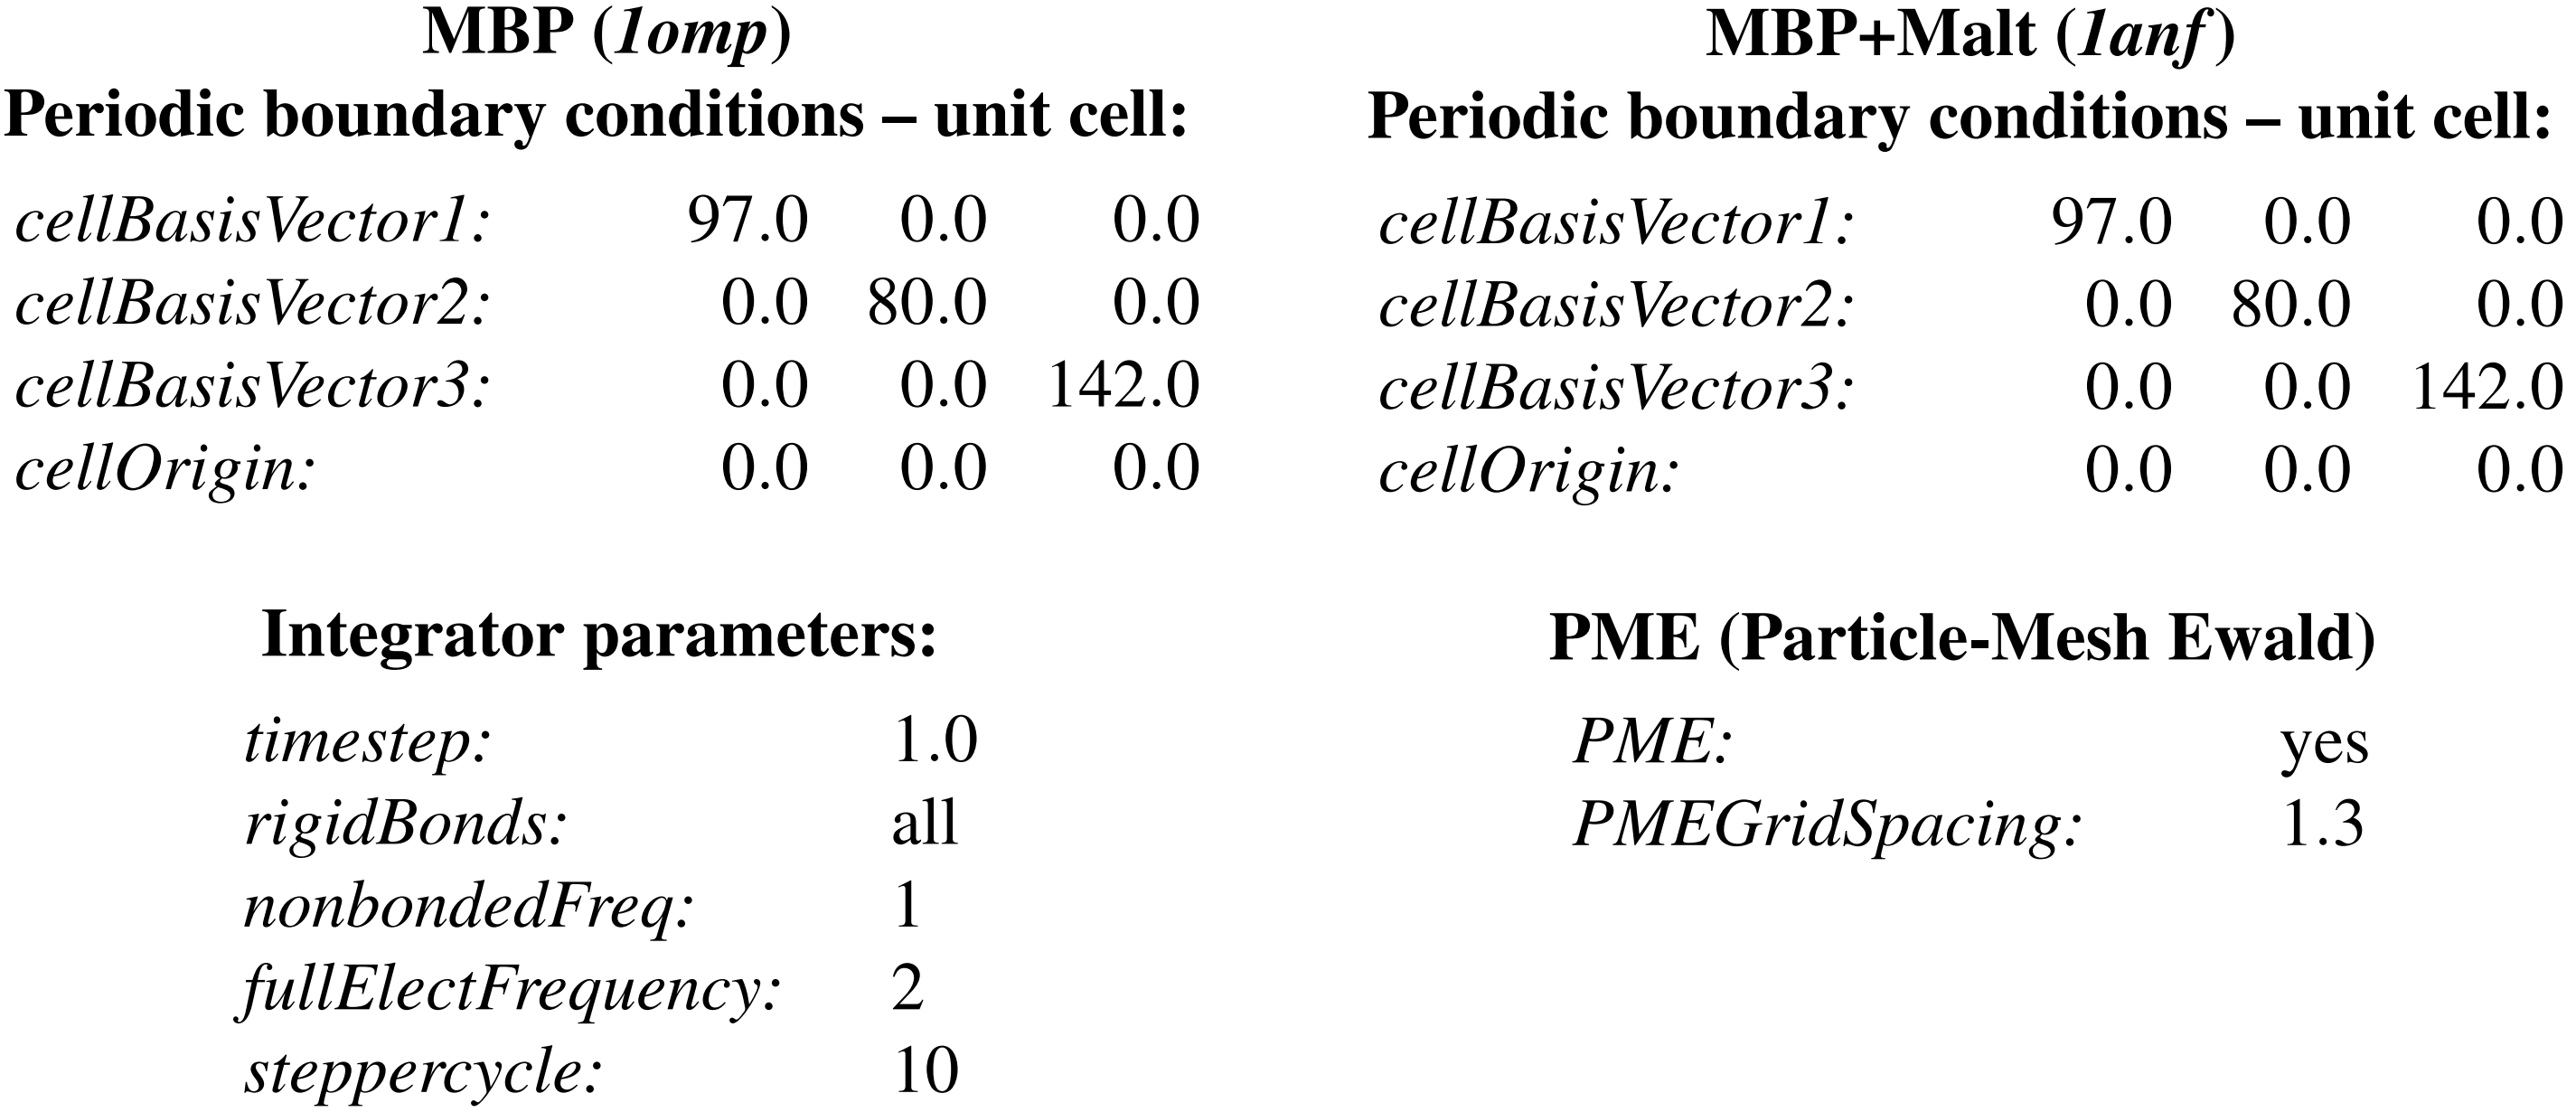 MBP (1omp)
Periodic boundary conditions – unit cell:
cellBasisVector1: 97.0 0.0 0.0
cellBasisVector2: 0.0 80.0 0.0
cellBasisVector3: 0.0 0.0 142.0
cellOrigin: 0.0 0.0 0.0
MBP+Malt (1anf)
Periodic boundary conditions – unit cell:
cellBasisVector1: 97.0 0.0 0.0
cellBasisVector2: 0.0 80.0 0.0
cellBasisVector3: 0.0 0.0 142.0
cellOrigin: 0.0 0.0 0.0
Integrator parameters:
timestep: 1.0
rigidBonds: all
nonbondedFreq: 1
fullElectFrequency: 2
steppercycle: 10
PME (Particle-Mesh Ewald)
PME: yes
PMEGridSpacing: 1.3